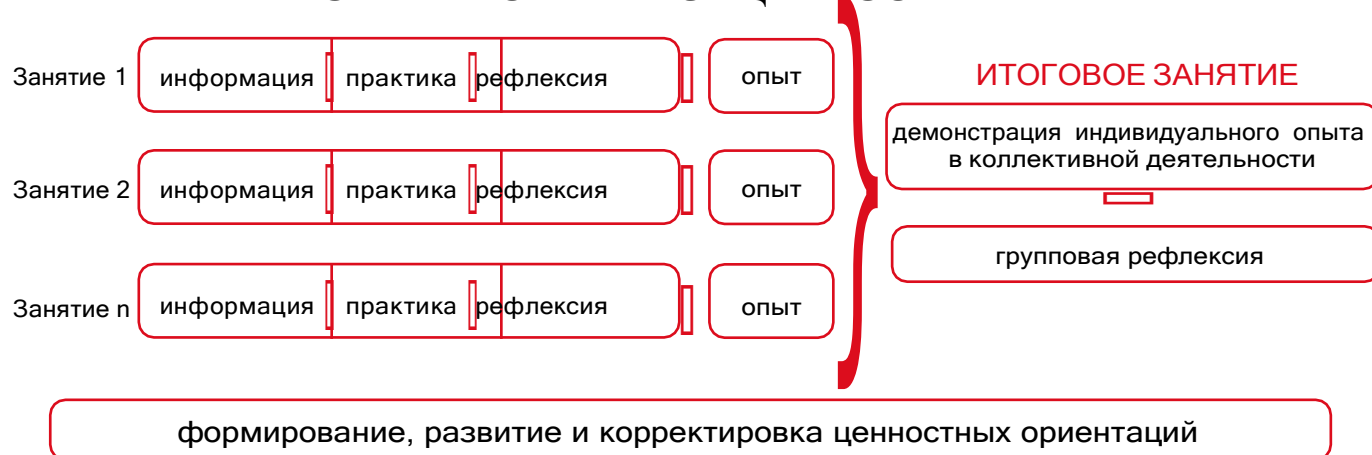 Занятие 1 информация практика рефлексия опыт
Занятие 2 информация практика рефлексия опыт
Занятие n информация практика рефлексия опыт
ИТОГОВОЕ ЗАНЯТИЕ
демонстрация индивидуального опыта
в коллективной деятельности
групповая рефлексия
формирование, развитие и корректировка ценностных ориентаций